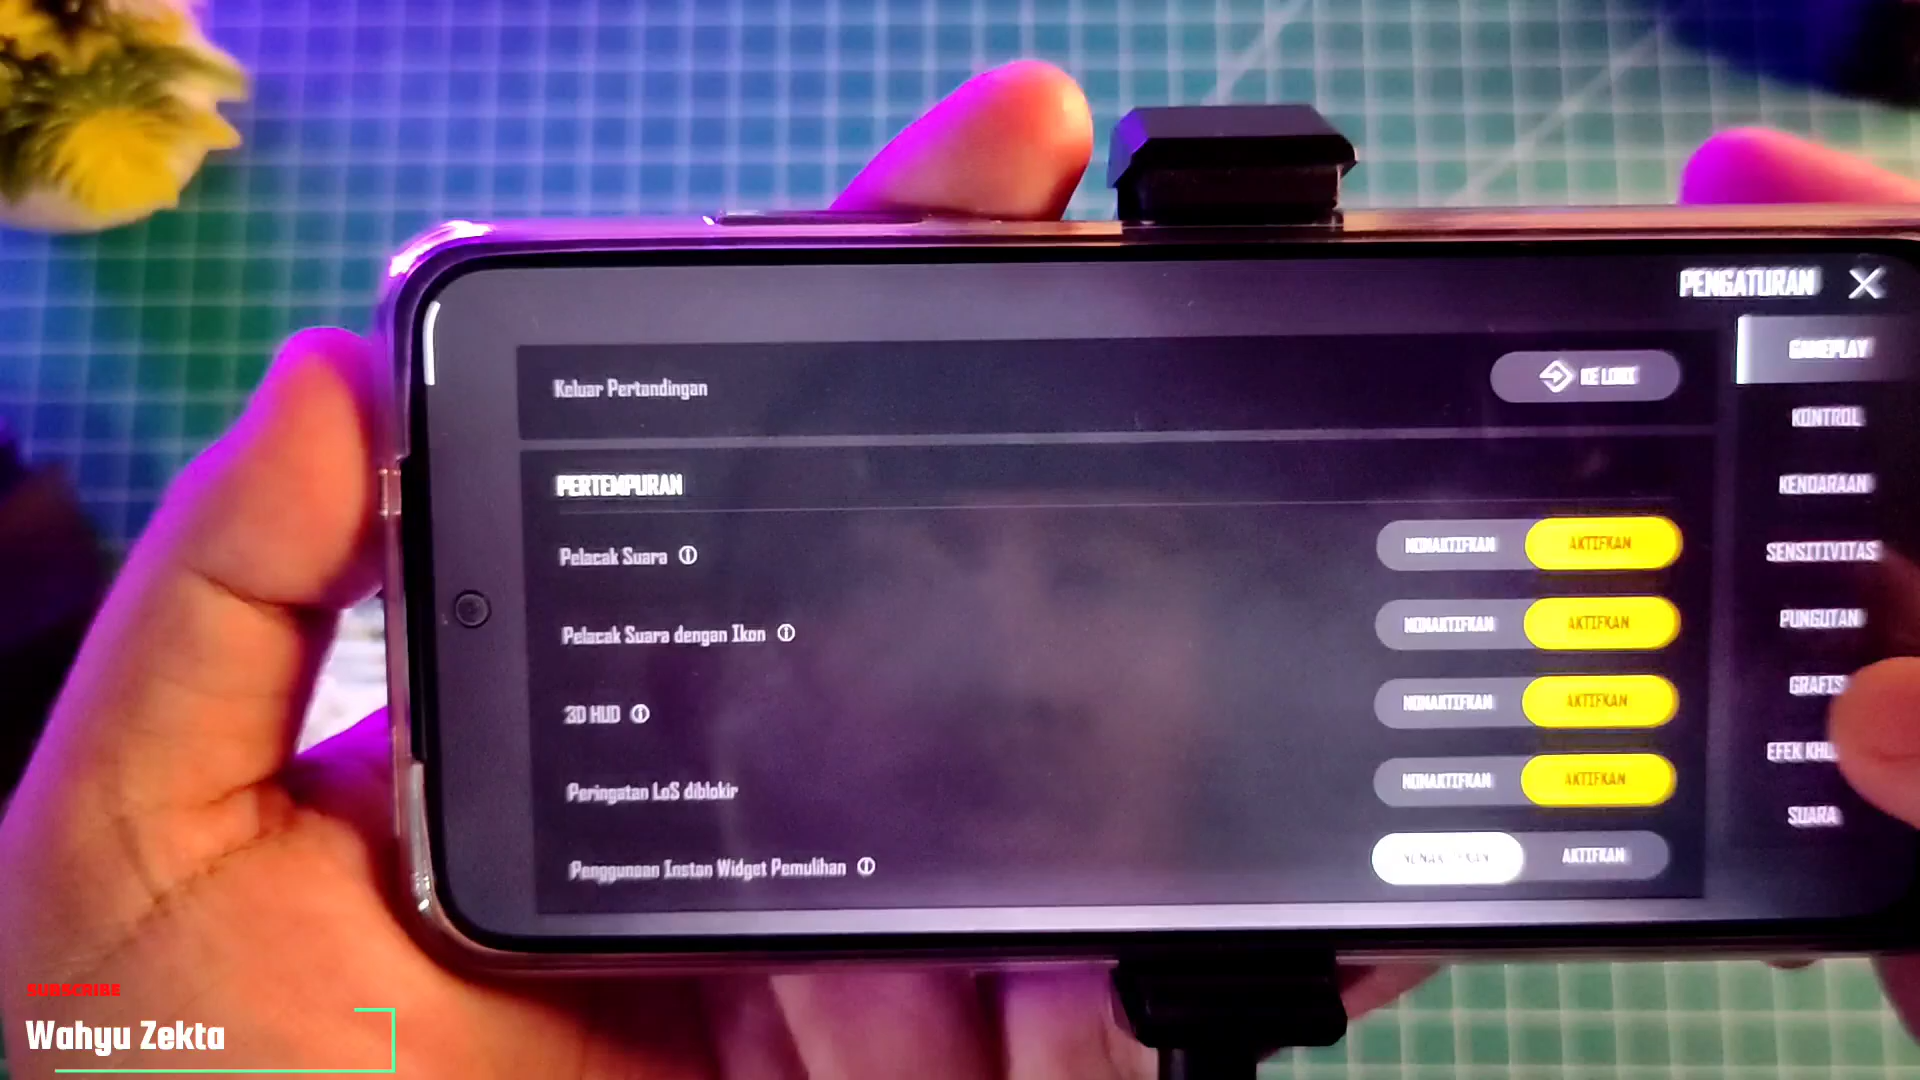 PENGATURAN
Keluar Pertandingan
KE LOBI
GAMEPLAY
KONTROL
PERTEMPURAN
KENDARAAN
Pelacak Suara
NONAKTIFKAN AKTIFKAN
SENSITIVITAS
Pelacak Suara dengan Ikon
NONAKTIFKAN AKTIFKAN
PUNGUTAN
3D HUD
NONAKTIFKAN AKTIFKAN
GRAFIS
EFEK
Peringatan LoS diblokir
NONAKTIFKAN AKTIFKAN
SUARA
Penggunaan Instan Widget Pemulihan
NONAKTIFKAN AKTIFKAN
SUBSCRIBE
Wahyu Zekta